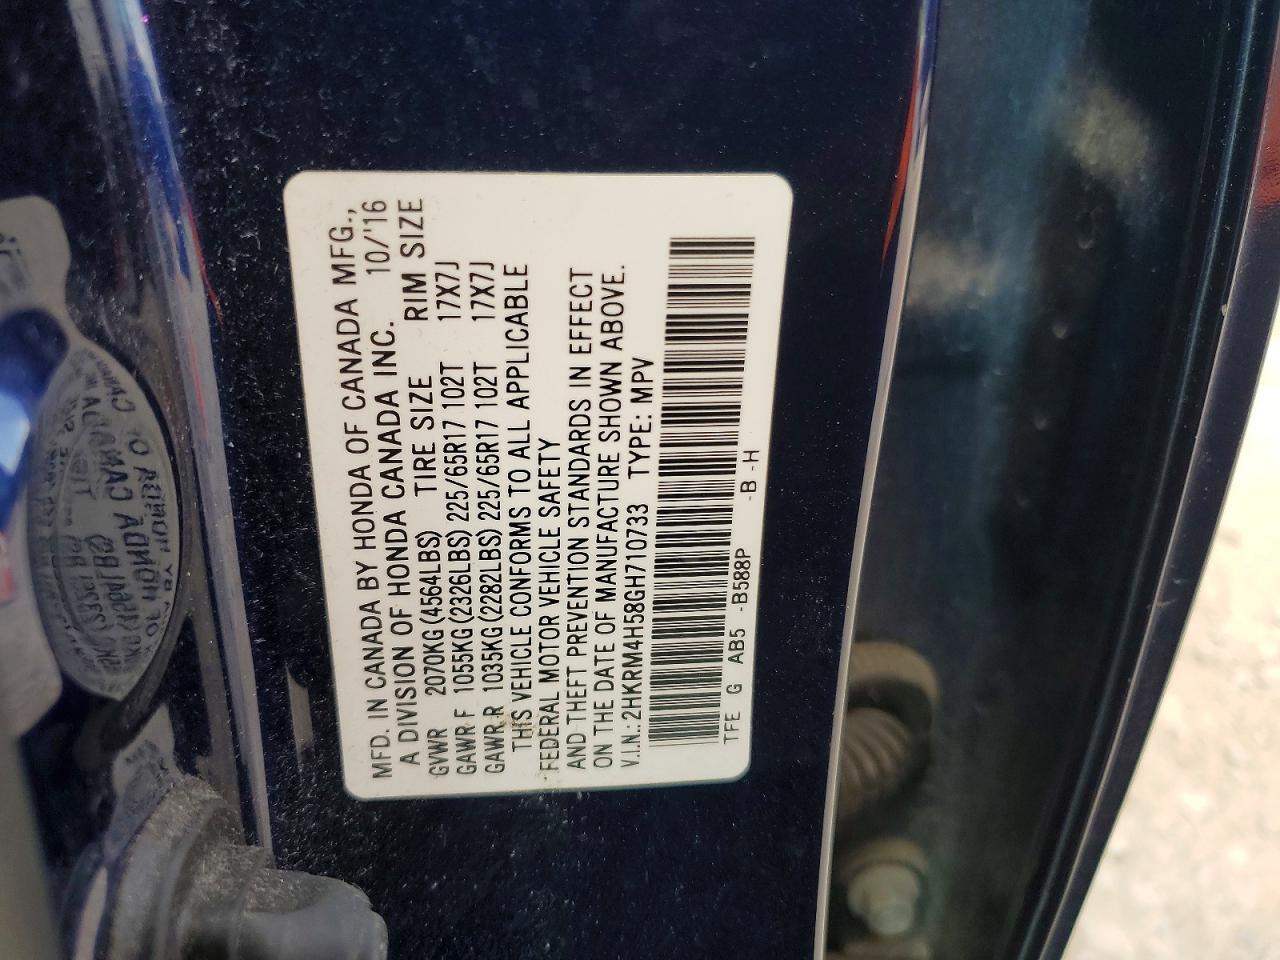 MFD. IN CANADA BY HONDA OF CANADA MFG.,
A DIVISION OF HONDA CANADA INC. 10/'16
GVWR 2070KG(4564LBS) TIRE SIZE RIM SIZE
GAWR F 1055KG(2326LBS) 225/65R17 102T 17X7J
GAWR R 1035KG(2282LBS) 225/65R17 102T 17X7J
THIS VEHICLE CONFORMS TO ALL APPLICABLE
FEDERAL MOTOR VEHICLE SAFETY
AND THEFT PREVENTION STANDARDS IN EFFECT
ON THE DATE OF MANUFACTURE SHOWN ABOVE.
V.I.N.: 2HKRM4H58GH710733 TYPE: MPV
TFE G AB5 -B588P -B -H